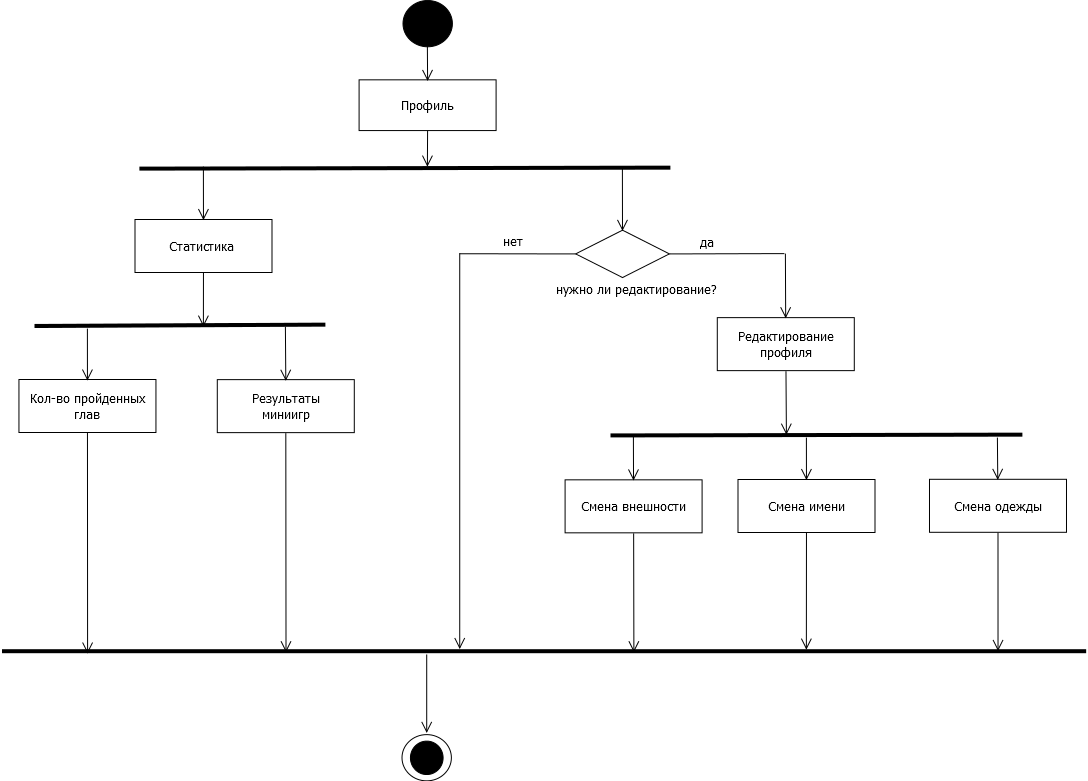 Профиль
Статистика
нет
да
нужно ли редактирование?
Редактирование
профиля
Кол-во пройденных
глав
Результаты
миниигр
Смена внешности
Смена имени
Смена одежды